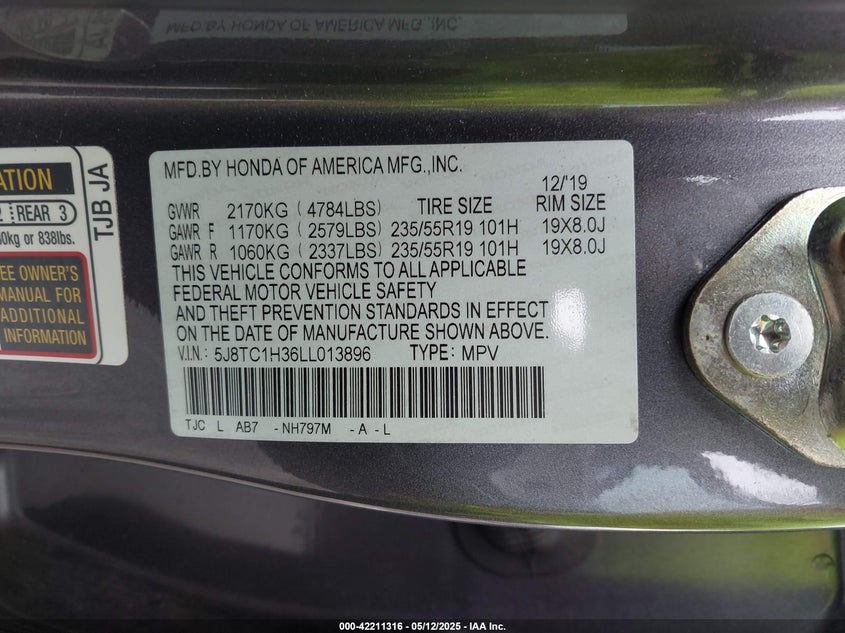 MFD.BY HONDA OF AMERICA MFG.,INC.
12/'19
GVWR 2170KG ( 4784LBS) TIRE SIZE RIM SIZE
GAWR F 1170KG ( 2579LBS) 235/55R19 101H 19X8.0J
GAWR R 1060KG ( 2337LBS) 235/55R19 101H 19X8.0J
THIS VEHICLE CONFORMS TO ALL APPLICABLE
FEDERAL MOTOR VEHICLE SAFETY
AND THEFT PREVENTION STANDARDS IN EFFECT
ON THE DATE OF MANUFACTURE SHOWN ABOVE.
V.I.N.: 5J8TC1H36LL013896 TYPE: MPV
TJC L AB7 -NH797M -A - L
REAR 3
kg or 838lbs.
OWNER'S
MANUAL FOR
ADDITIONAL
INFORMATION
TJB JA
000-42211316 - 05/12/2025 - IAA Inc.